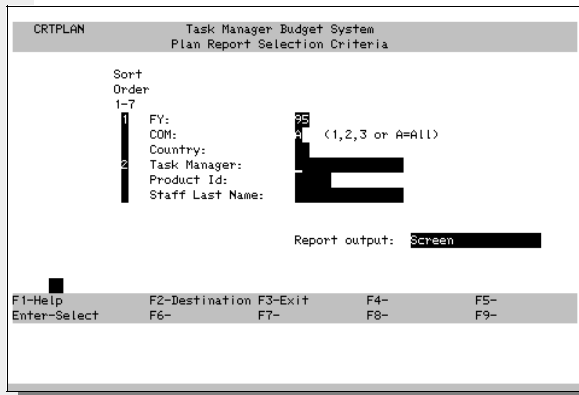 CRTPLAN Task Manager Budget System
Plan Report Selection Criteria
Sort
Order
1-7
1 FY: 95
COM: A (1,2,3 or A=All)
Country:
2 Task Manager:
Product Id:
Staff Last Name:
Report output: Screen
F1-Help F2-Destination F3-Exit F4- F5-
Enter-Select F6- F7- F8- F9-